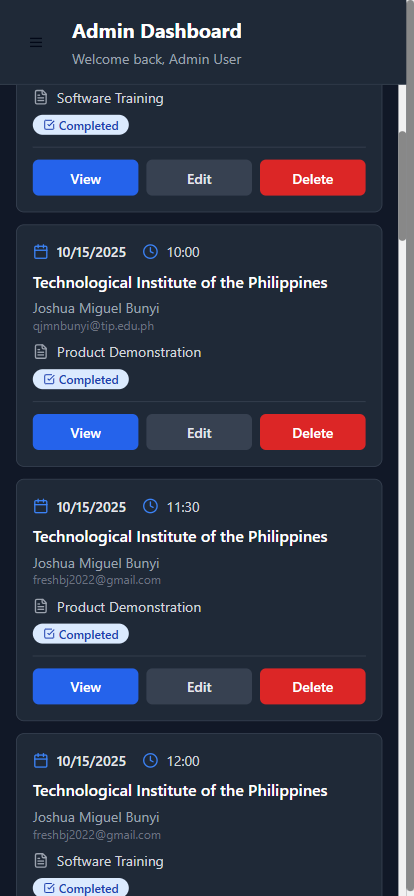 Admin Dashboard
Welcome back, Admin User
Software Training
Completed
View Edit Delete
10/15/2025 10:00
Technological Institute of the Philippines
Joshua Miguel Bunyi
qjmnbunyi@tip.edu.ph
Product Demonstration
Completed
View Edit Delete
10/15/2025 11:30
Technological Institute of the Philippines
Joshua Miguel Bunyi
freshbj2022@gmail.com
Product Demonstration
Completed
View Edit Delete
10/15/2025 12:00
Technological Institute of the Philippines
Joshua Miguel Bunyi
freshbj2022@gmail.com
Software Training
Completed